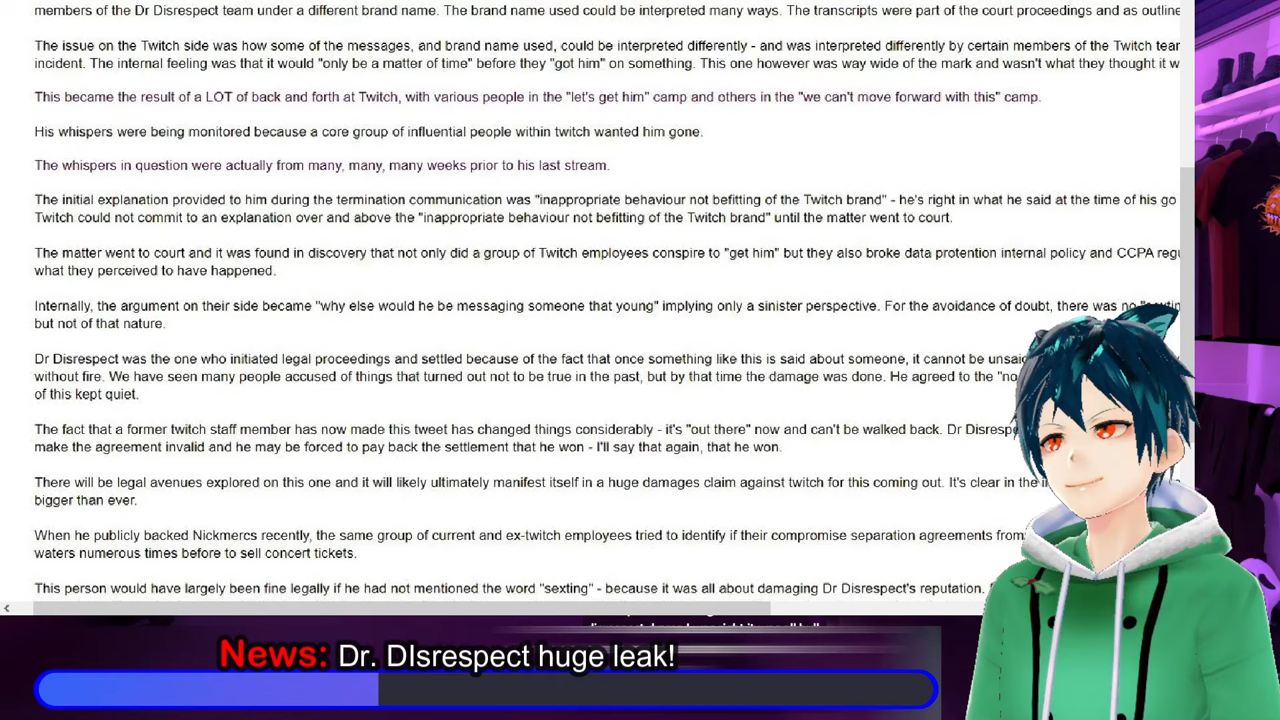 members of the Dr Disrespect team under a different brand name. The brand name used could be interpreted many ways. The transcripts were part of the court proceedings and as outline
The issue on the Twitch side was how some of the messages, and brand name used, could be interpreted differently - and was interpreted differently by certain members of the Twitch tear
incident. The internal feeling was that it would "only be a matter of time" before they "got him" on something. This one however was way wide of the mark and wasn't what they thought it w
This became the result of a LOT of back and forth at Twitch, with various people in the "let's get him" camp and others in the "we can't move forward with this" camp.
His whispers were being monitored because a core group of influential people within twitch wanted him gone.
The whispers in question were actually from many, many, many weeks prior to his last stream.
The initial explanation provided to him during the termination communication was "inappropriate behaviour not befitting of the Twitch brand" - he's right in what he said at the time of his go
Twitch could not commit to an explanation over and above the "inappropriate behaviour not befitting of the Twitch brand" until the matter went to court.
The matter went to court and it was found in discovery that not only did a group of Twitch employees conspire to "get him" but they also broke data protention internal policy and CCPA regu
what they perceived to have happened.
Internally, the argument on their side became "why else would he be messaging someone that young" implying only a sinister perspective. For the avoidance of doubt, there was no
but not of that nature.
Dr Disrespect was the one who initiated legal proceedings and settled because of the fact that once something like this is said about someone, it cannot be unsaid
without fire. We have seen many people accused of things that turned out not to be true in the past, but by that time the damage was done. He agreed to the "no
of this kept quiet.
The fact that a former twitch staff member has now made this tweet has changed things considerably - it's "out there" now and can't be walked back. Dr Disresp
make the agreement invalid and he may be forced to pay back the settlement that he won - I'll say that again, that he won.
There will be legal avenues explored on this one and it will likely ultimately manifest itself in a huge damages claim against twitch for this coming out. It's clear in the
bigger than ever.
When he publicly backed Nickmercs recently, the same group of current and ex-twitch employees tried to identify if their compromise separation agreements from
waters numerous times before to sell concert tickets.
This person would have largely been fine legally if he had not mentioned the word "sexting" - because it was all about damaging Dr Disrespect's reputation.
News: Dr. DIsrespect huge leak!